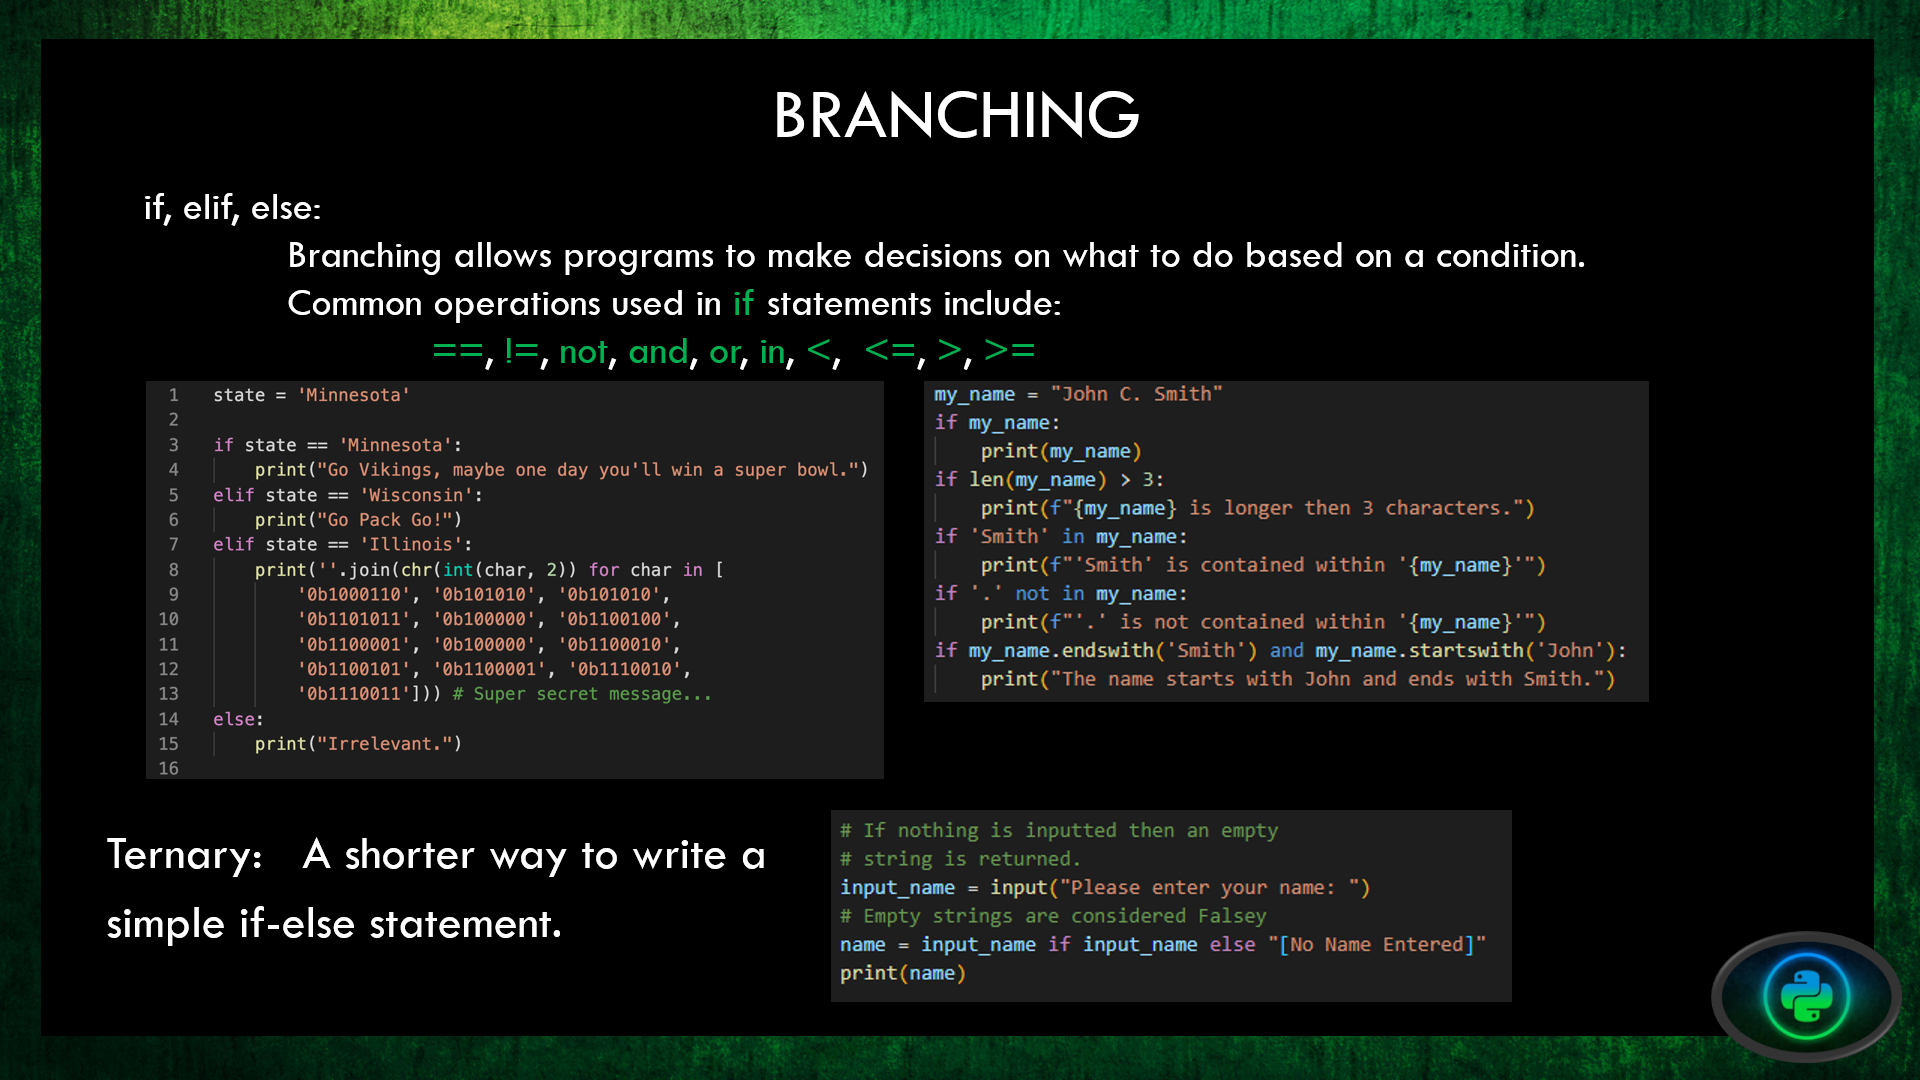 BRANCHING
if, elif, else:
Branching allows programs to make decisions on what to do based on a condition.
Common operations used in if statements include:
==, !=, not, and, or, in, <, <=, >, >=
1 state = 'Minnesota'
2
3 if state == 'Minnesota':
4 print("Go Vikings, maybe one day you'll win a super bowl.")
5 elif state == 'Wisconsin':
6 print("Go Pack Go!")
7 elif state == 'Illinois':
8 print(''.join(chr(int(char, 2)) for char in [
9 '0b1000110', '0b101010', '0b101010',
10 '0b1101011', '0b100000', '0b1100100',
11 '0b1100001', '0b100000', '0b1100010',
12 '0b1100101', '0b1100001', '0b1110010',
13 '0b1110011'])) # Super secret message...
14 else:
15 print("Irrelevant.")
16
my_name = "John C. Smith"
if my_name:
print(my_name)
if len(my_name) > 3:
print(f"{my_name} is longer then 3 characters.")
if 'Smith' in my_name:
print(f"'Smith' is contained within '{my_name}'")
if '.' not in my_name:
print(f"'.' is not contained within '{my_name}'")
if my_name.endswith('Smith') and my_name.startswith('John'):
print("The name starts with John and ends with Smith.")
Ternary: A shorter way to write a
simple if-else statement.
# If nothing is inputted then an empty
# string is returned.
input_name = input("Please enter your name: ")
# Empty strings are considered Falsey
name = input_name if input_name else "[No Name Entered]"
print(name)